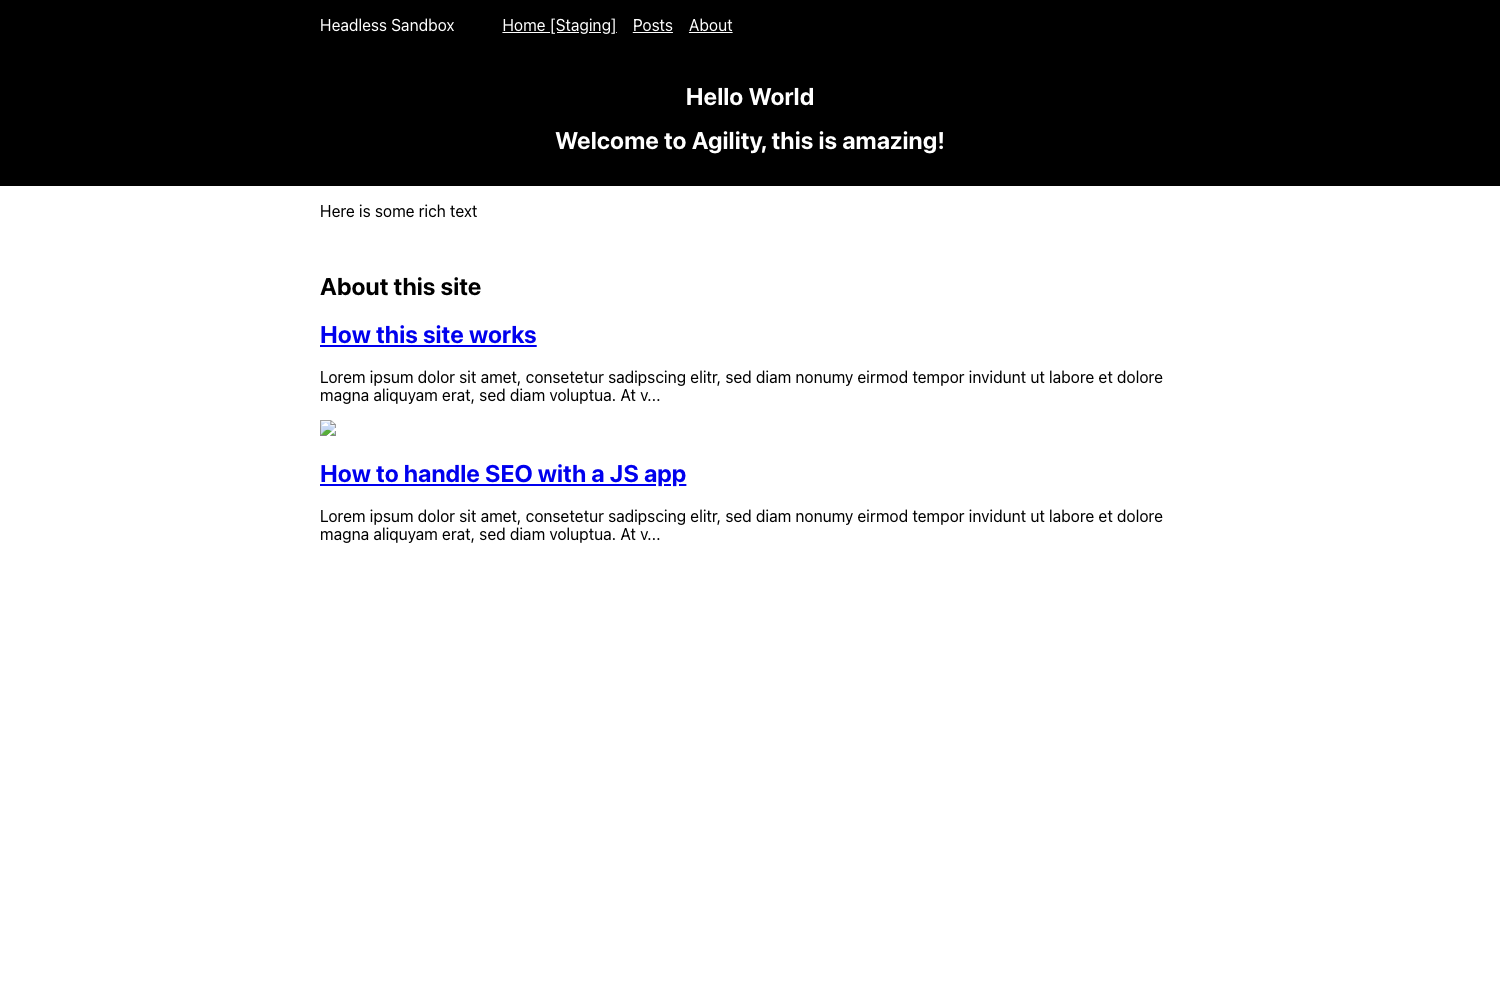 Headless Sandbox Home [Staging] Posts About
Hello World
Welcome to Agility, this is amazing!
Here is some rich text
About this site
How this site works
Lorem ipsum dolor sit amet, consetetur sadipscing elitr, sed diam nonumy eirmod tempor invidunt ut labore et dolore
magna aliquyam erat, sed diam voluptua. At v...
How to handle SEO with a JS app
Lorem ipsum dolor sit amet, consetetur sadipscing elitr, sed diam nonumy eirmod tempor invidunt ut labore et dolore
magna aliquyam erat, sed diam voluptua. At v...